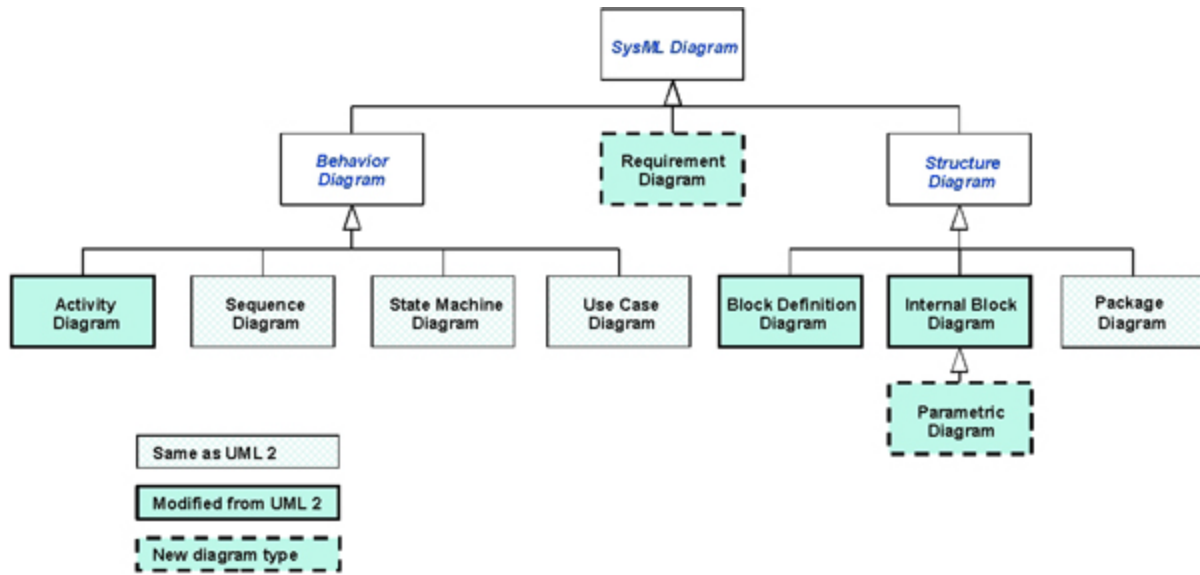 SysML Diagram
Behavior
Diagram
Requirement
Diagram
Structure
Diagram
Activity
Diagram
Sequence
Diagram
State Machine
Diagram
Use Case
Diagram
Block Definition
Diagram
Internal Block
Diagram
Package
Diagram
Parametric
Diagram
Same as UML 2
Modified from UML 2
New diagram type